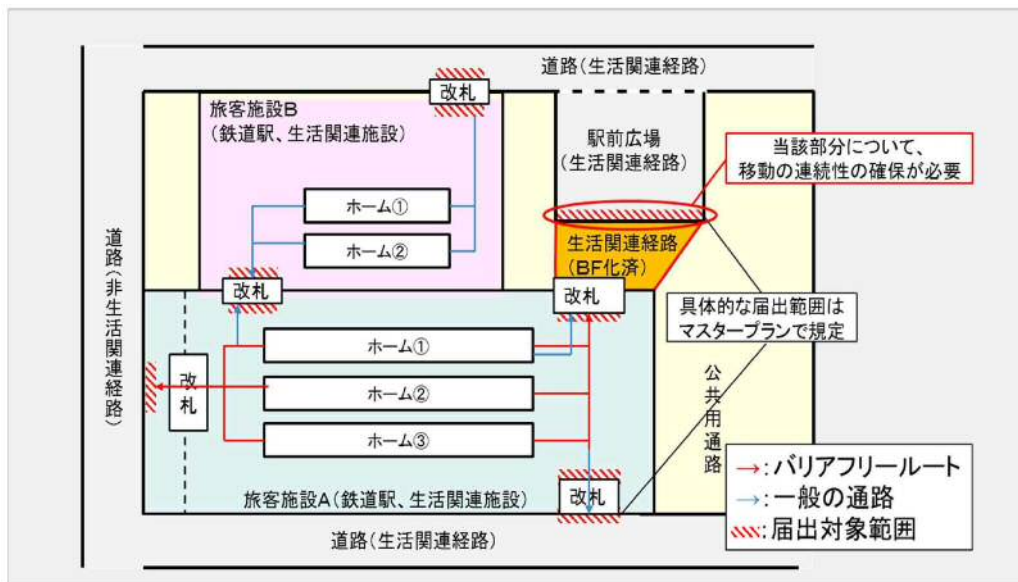 道路(生活関連経路)
改札
旅客施設B
(鉄道駅、生活関連施設)
駅前広場
(生活関連経路)
当該部分について、
移動の連続性の確保が必要
ホーム①
ホーム②
生活関連経路
(BF化済)
道路(非生活関連経路)
改札
改札
具体的な届出範囲は
マスタープランで規定
ホーム①
改札
ホーム②
ホーム③
公共用通路
旅客施設A(鉄道駅、生活関連施設)
改札
道路(生活関連経路)
→:バリアフリールート
→:一般の通路
:届出対象範囲